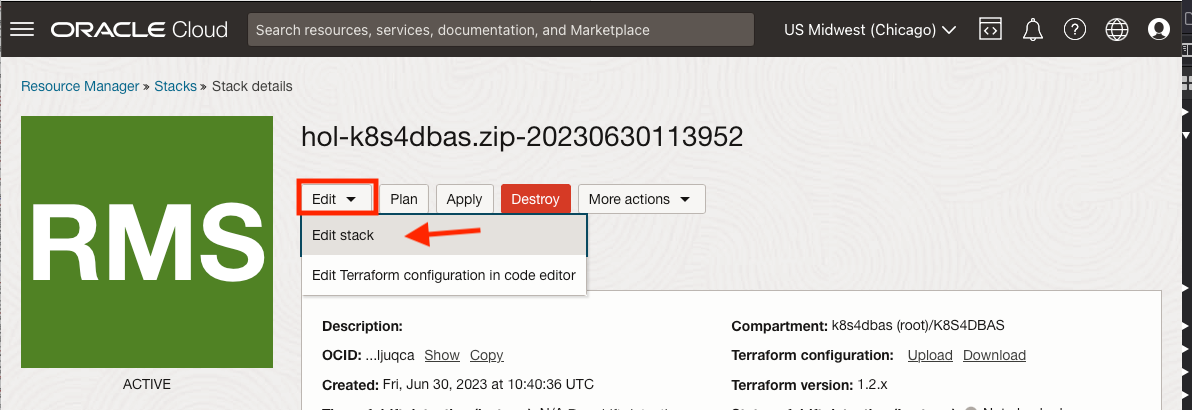 ORACLE Cloud
Search resources, services, documentation, and Marketplace
US Midwest (Chicago)
Resource Manager » Stacks » Stack details
RMS
ACTIVE
hol-k8s4dbas.zip-20230630113952
Edit Plan Apply Destroy More actions
Edit stack
Edit Terraform configuration in code editor
Description:
OCID: ...ljuqca Show Copy
Created: Fri, Jun 30, 2023 at 10:40:36 UTC
Compartment: k8s4dbas (root)/K8S4DBAS
Terraform configuration: Upload Download
Terraform version: 1.2.x